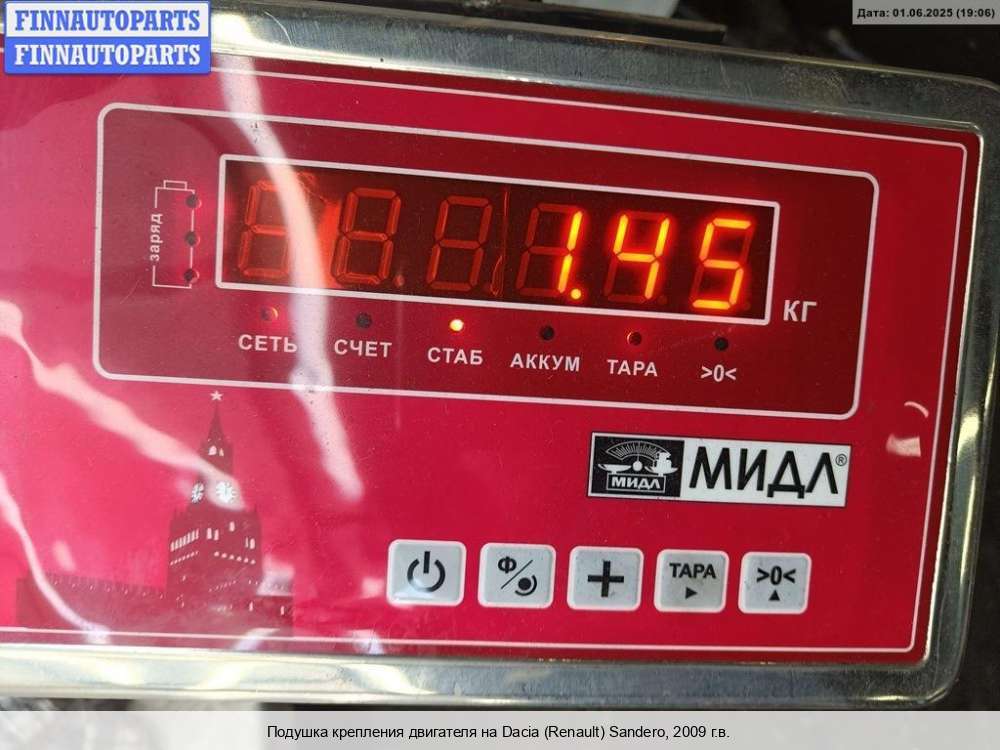 FINNAUTOPARTS
FINNAUTOPARTS
Дата: 01.06.2025 (19:06)
заряд
1.45
КГ
СЕТЬ СЧЕТ СТАБ АККУМ ТАРА >0<
МИДЛ МИДЛ®
Ф ТАРА >0<
Подушка крепления двигателя на Dacia (Renault) Sandero, 2009 г.в.